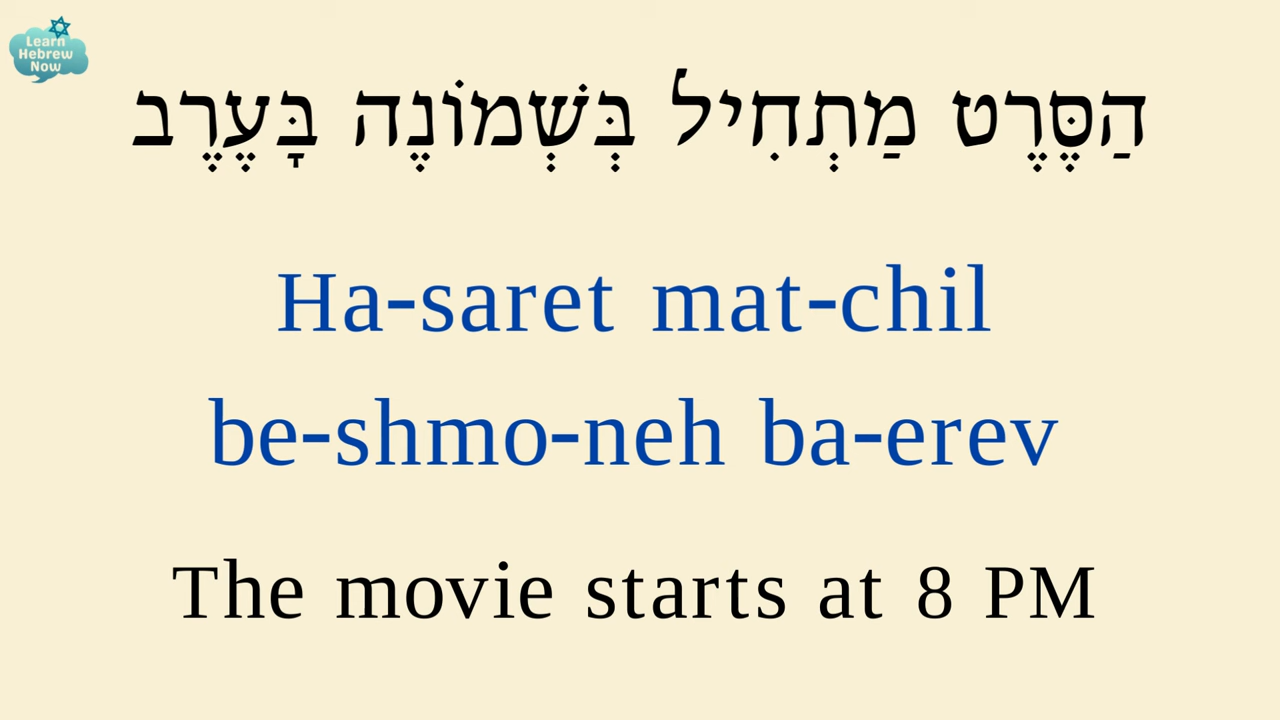 Learn
Hebrew
Now
הַסֶּרֶט מַתְחִיל בְּשְׁמוֹנֶה בָּעֶרֶב
Ha-saret mat-chil
be-shmo-neh ba-erev
The movie starts at 8 PM